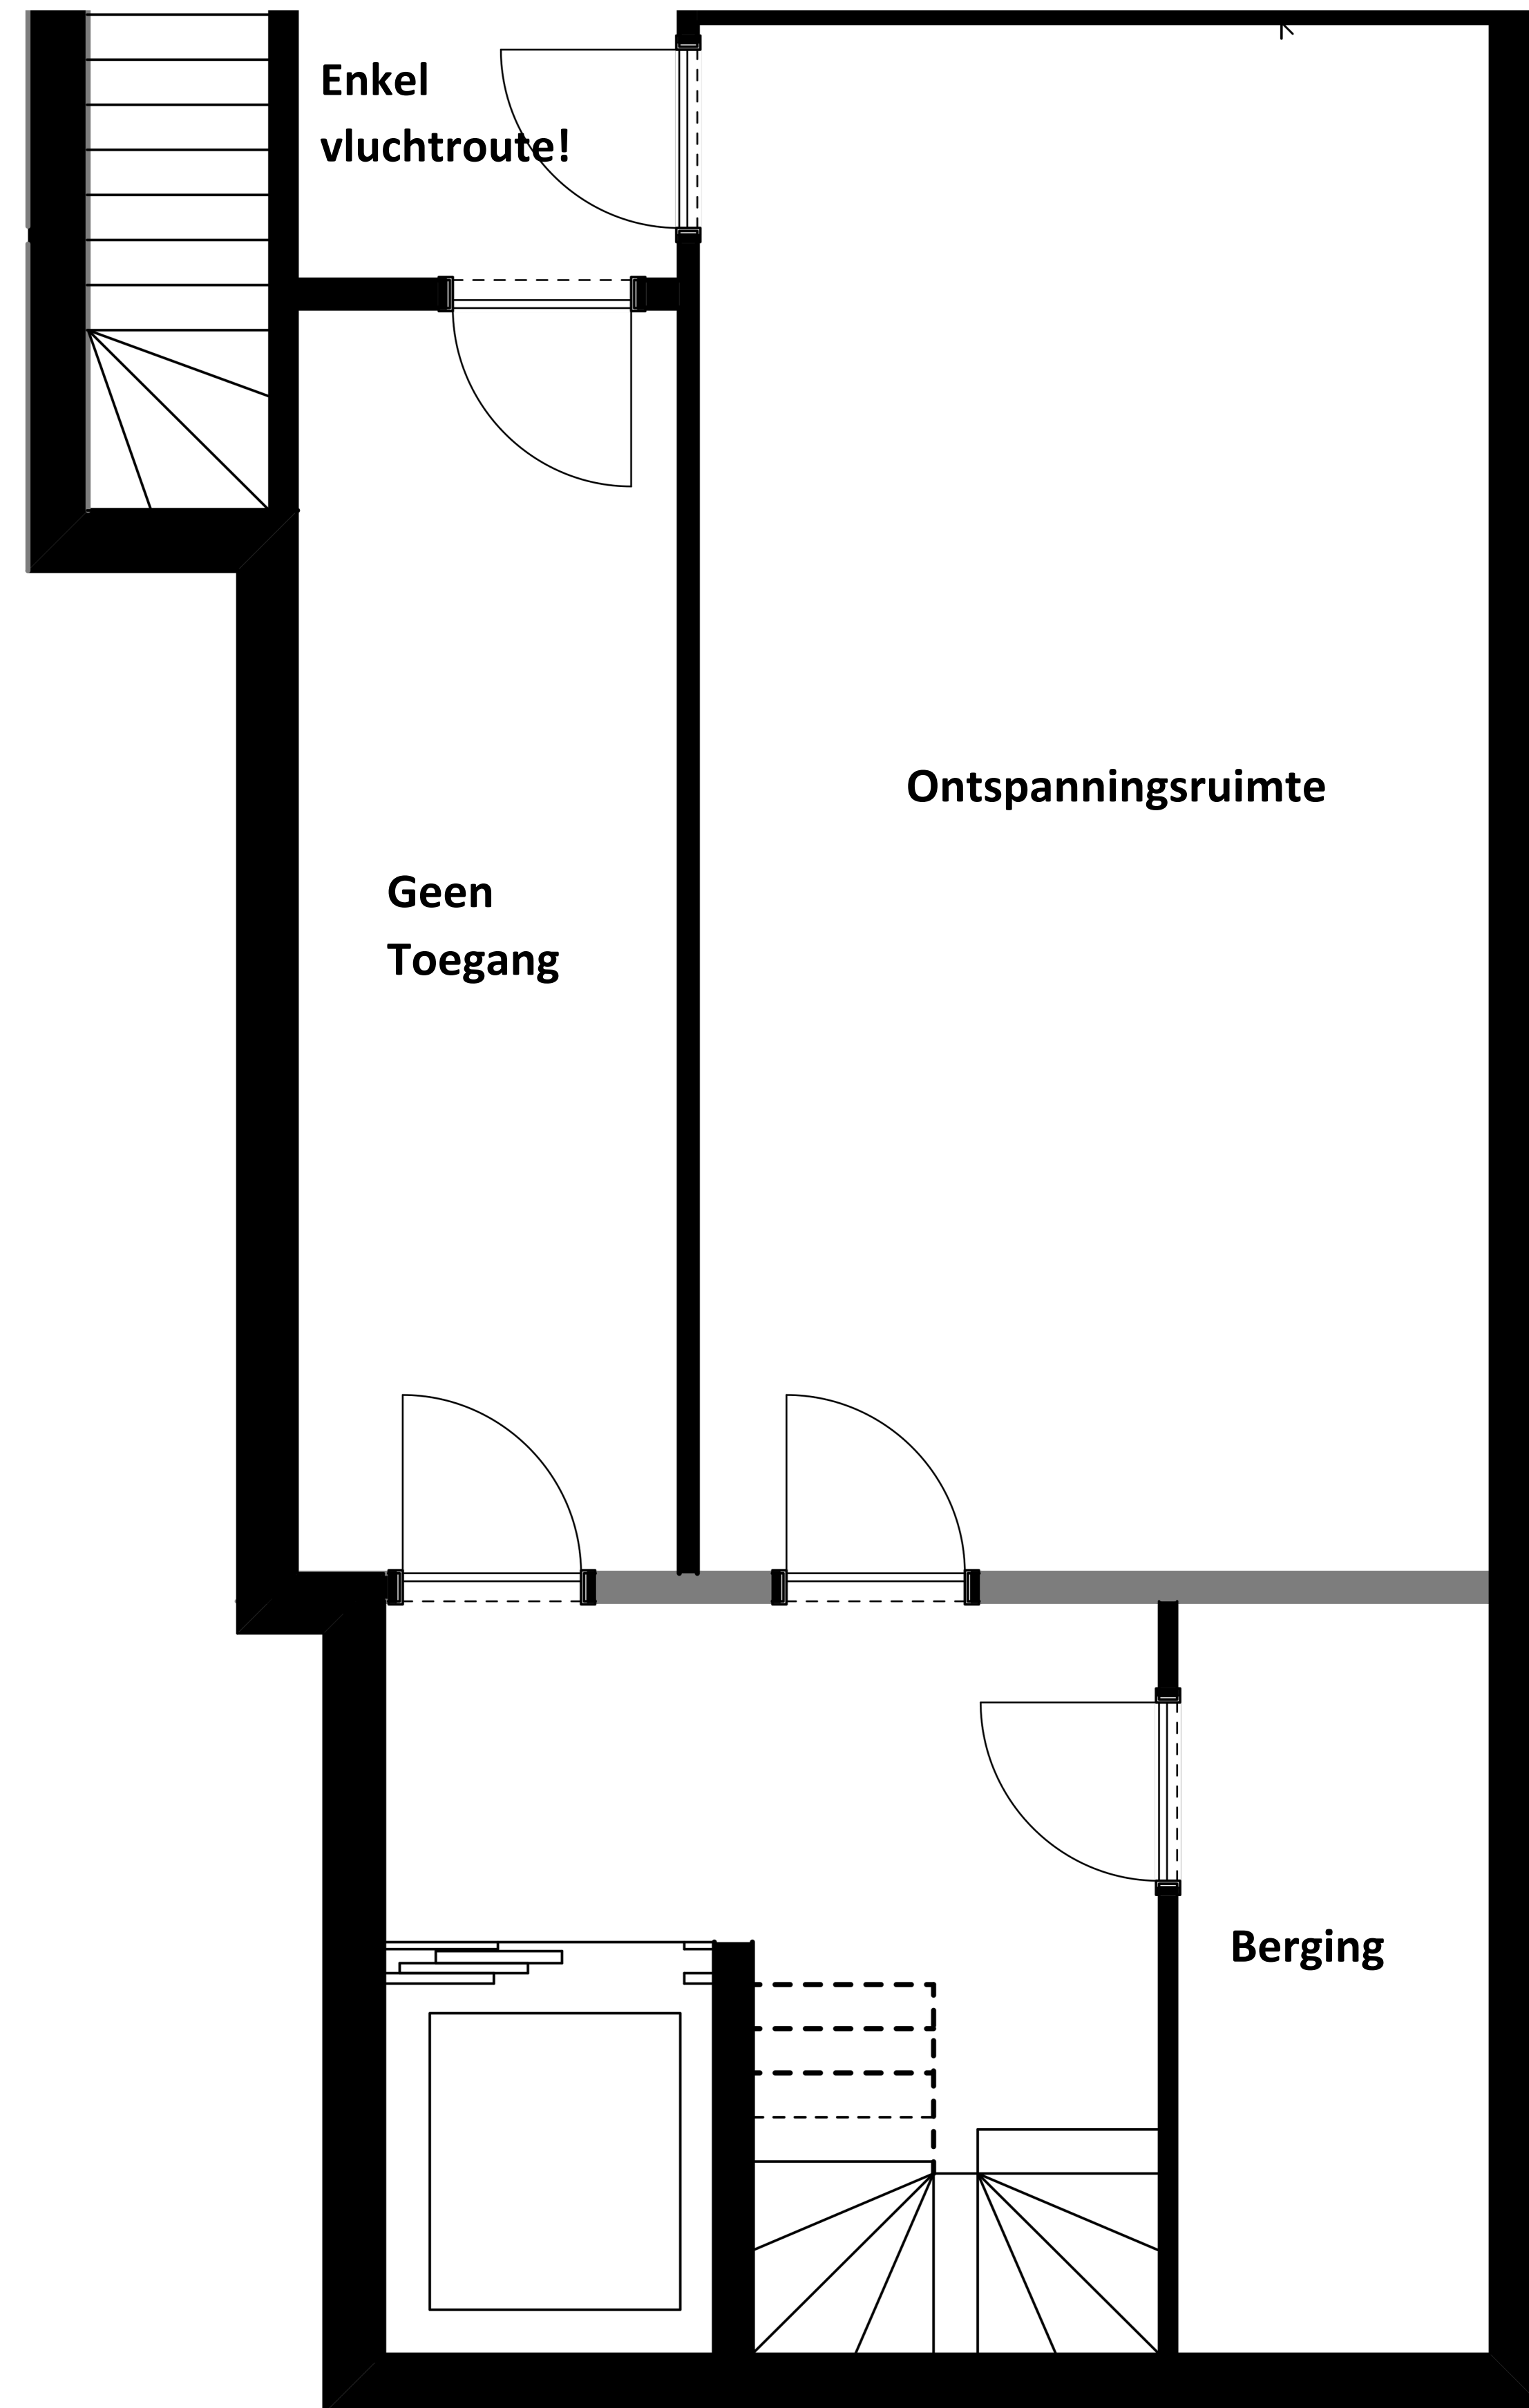 Enkel
vluchtroute!
Ontspanningsruimte
Geen
Toegang
Berging